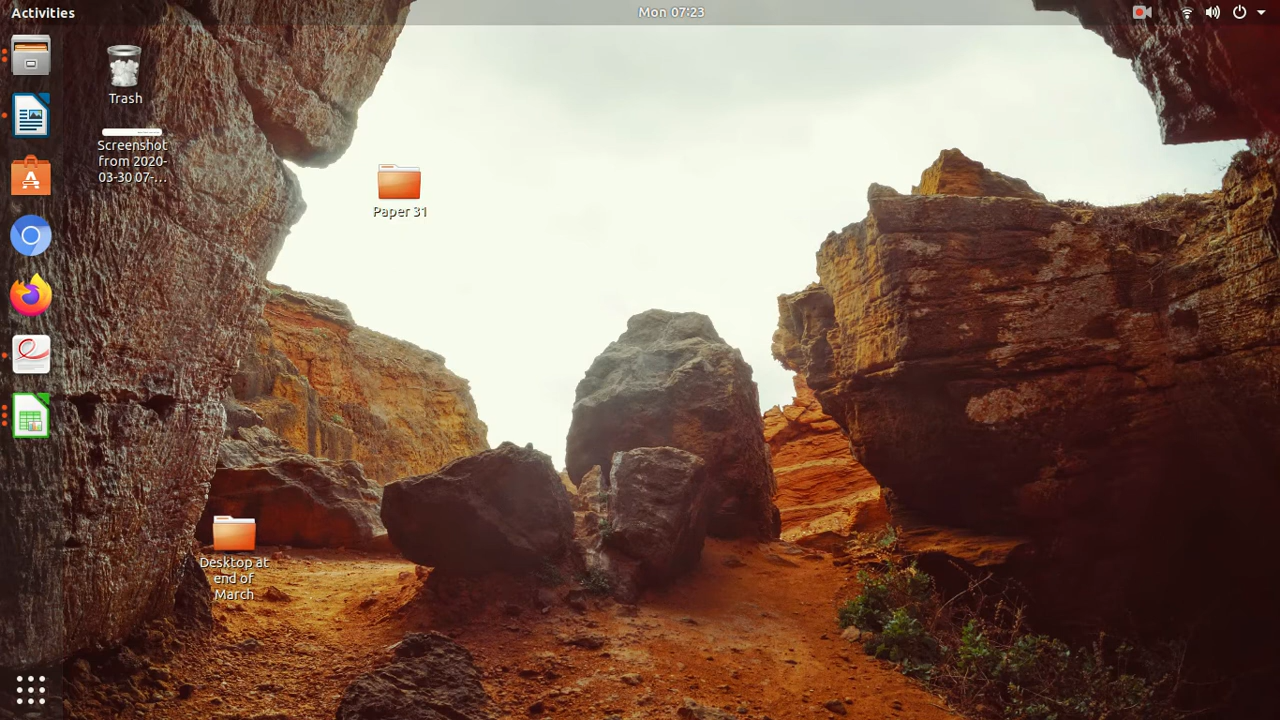 Activities
Mon 07:23
Trash
Screenshot
from 2020-
03-30 07-…
Paper 31
Desktop at
end of
March